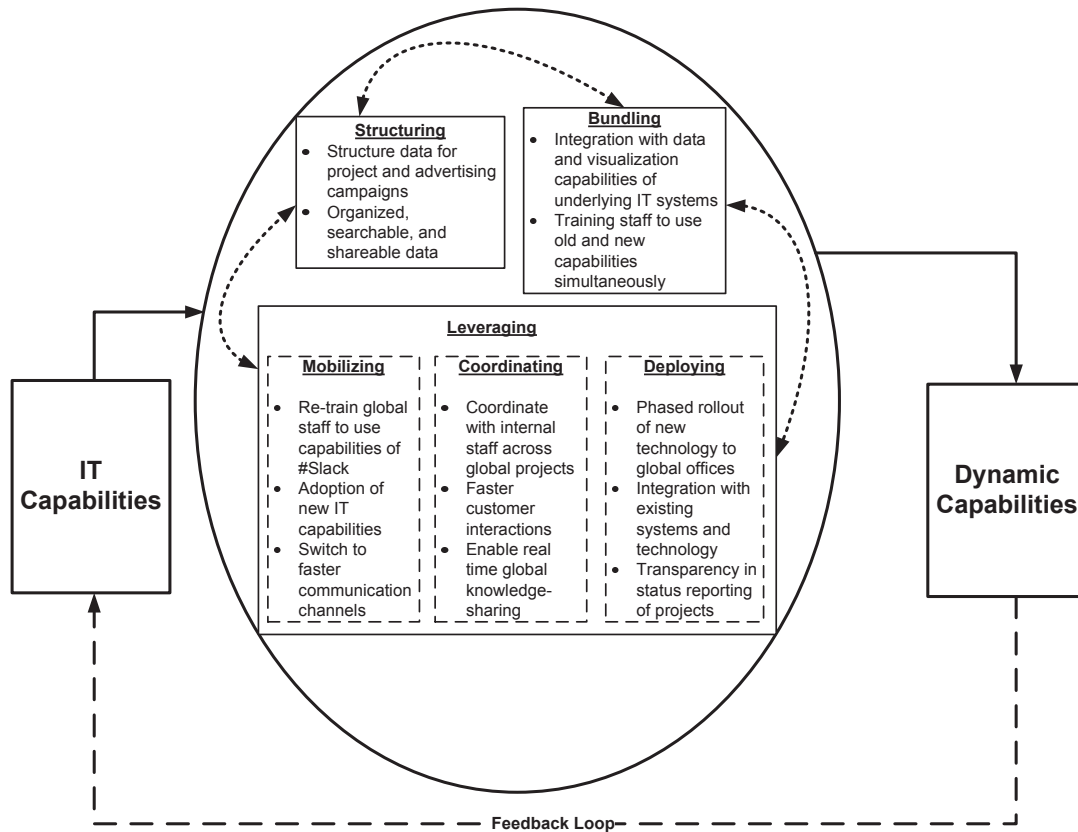 Structuring
• Structure data for
project and advertising
campaigns
• Organized,
searchable, and
shareable data
Bundling
• Integration with data
and visualization
capabilities of
underlying IT systems
• Training staff to use
old and new
capabilities
simultaneously
Leveraging
Mobilizing
• Re-train global
staff to use
capabilities of
#Slack
• Adoption of
new IT
capabilities
• Switch to
faster
communication
channels
Coordinating
• Coordinate
with internal
staff across
global projects
• Faster
customer
interactions
• Enable real
time global
knowledge-
sharing
Deploying
• Phased rollout
of new
technology to
global offices
• Integration with
existing
systems and
technology
• Transparency in
status reporting
of projects
IT
Capabilities
Dynamic
Capabilities
Feedback Loop